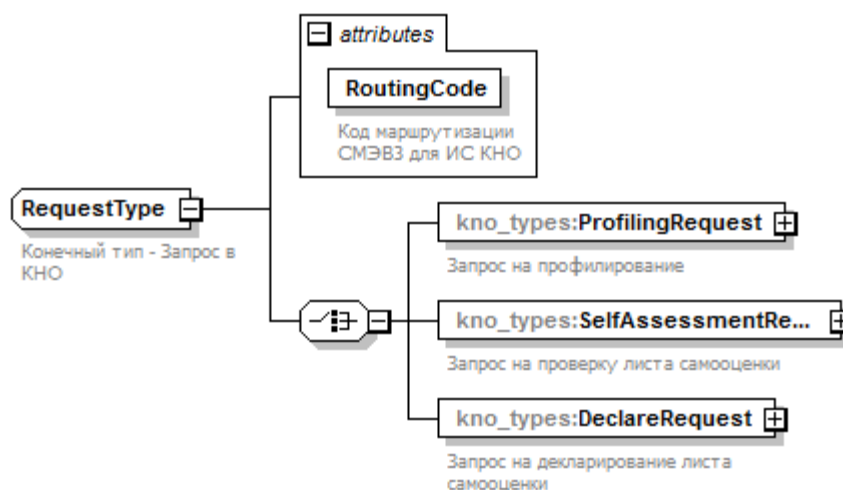 attributes
RoutingCode
Код маршрутизации
СМЭВ3 для ИС КНО
RequestType
Конечный тип - Запрос в
КНО
kno_types:ProfilingRequest
Запрос на профилирование
kno_types:SelfAssessmentRe...
Запрос на проверку листа самооценки
kno_types:DeclareRequest
Запрос на декларирование листа
самооценки